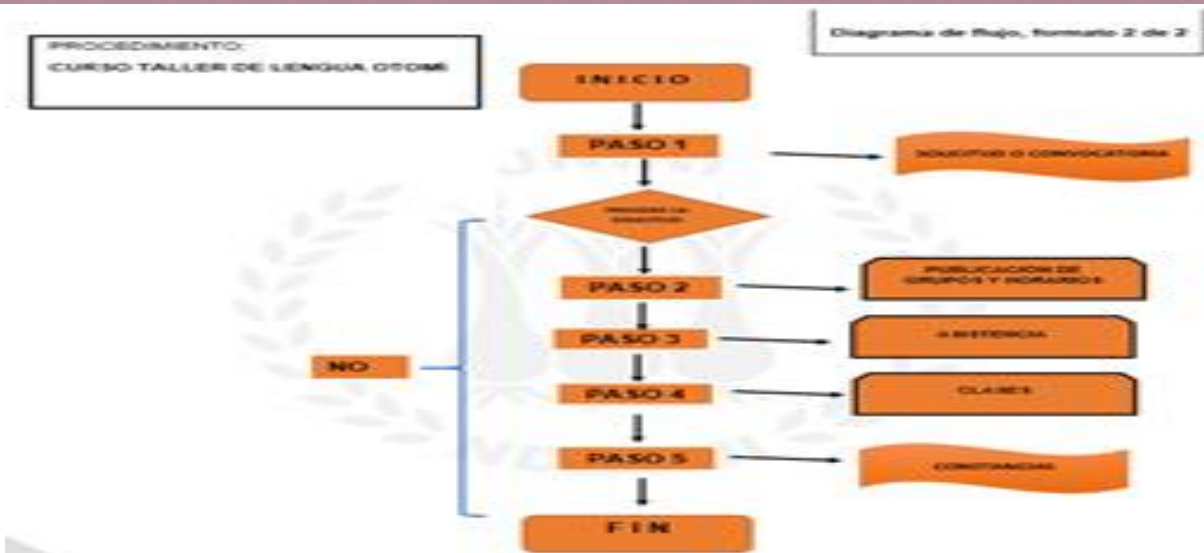 PROCEDIMIENTO:
CURSO TALLER DE LENGUA OTOMÍ
Diagrama de flujo, formato 2 de 2
INICIO
PASO 1
SOLICITUD O CONVOCATORIA
PASO 2
PUBLICACIÓN DE
GRUPOS Y HORARIOS
PASO 3
ASISTENCIA
NO
PASO 4
CLASES
PASO 5
CONSTANCIAS
FIN